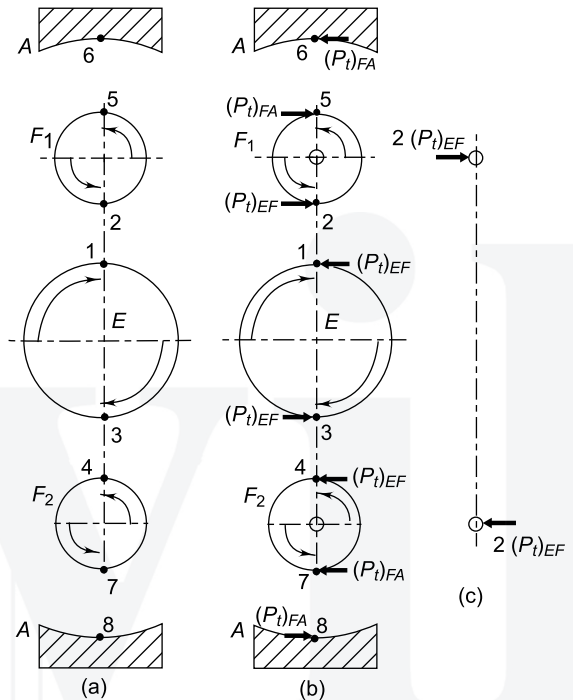 A
6
5
F1
2
1
E
3
4
F2
7
A
8
(a)
A
6
(Pt)FA
(Pt)FA
5
F1
(Pt)EF
2
1
(Pt)EF
E
(Pt)EF
3
4
(Pt)EF
F2
7
(Pt)FA
(Pt)FA
A
8
(b)
2 (Pt)EF
2 (Pt)EF
(c)